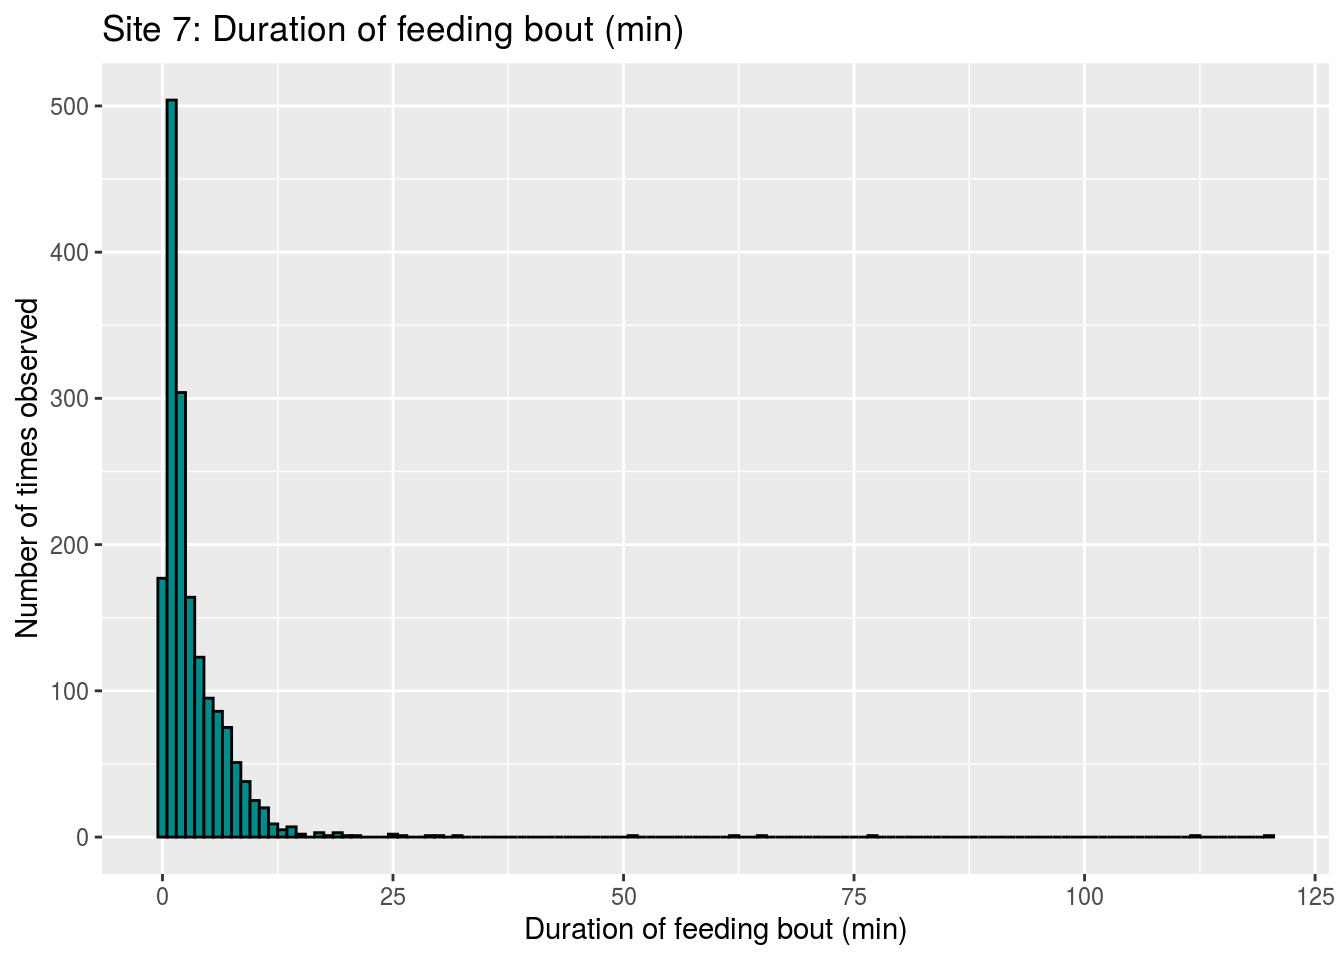 Site 7: Duration of feeding bout (min)
Number of times observed
500
400
300
200
100
0
0 25 50 75 100 125
Duration of feeding bout (min)